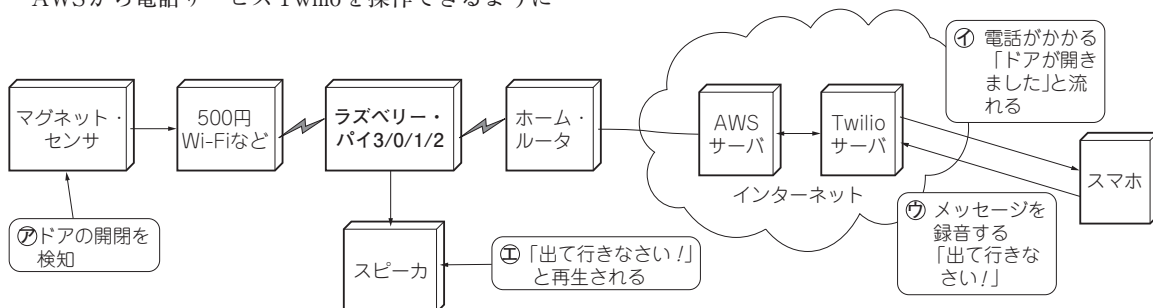 AWSから電話サービスTwilioを操作できるように
マグネット・
センサ
500円
Wi-Fiなど
ラズベリー・
パイ3/0/1/2
ホーム・
ルータ
AWS
サーバ
Twilio
サーバ
インターネット
スマホ
スピーカ
㋐ドアの開閉を
検知
㋑ 電話がかかる
「ドアが開き
ました」と流
れる
㋒ メッセージを
録音する
「出て行きな
さい!」
㋓「出て行きなさい!」
と再生される